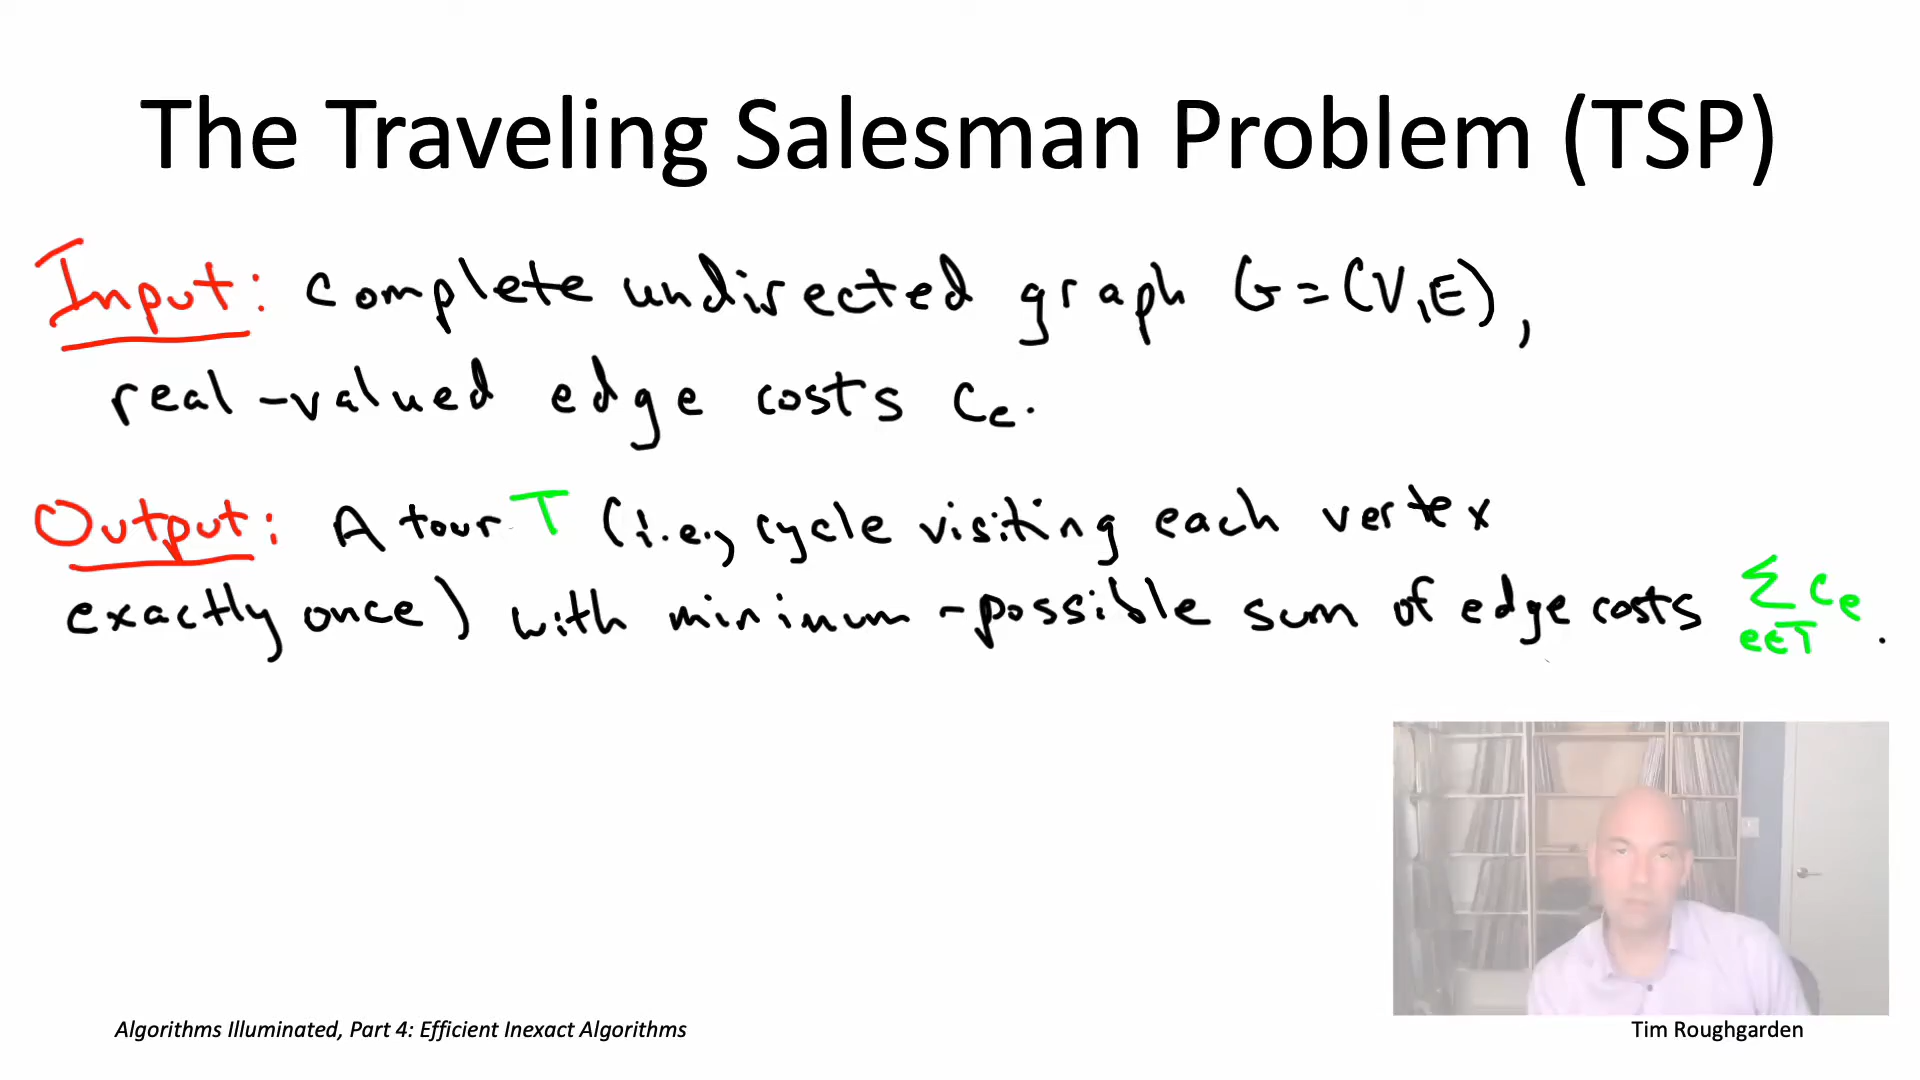 The Traveling Salesman Problem (TSP)
Input: complete undirected graph G=(V,E),
real-valued edge costs cₑ.
Output: A tour T (i.e., cycle visiting each vertex
exactly once) with minimum-possible sum of edge costs ∑ cₑ .
e∈T
Algorithms Illuminated, Part 4: Efficient Inexact Algorithms
Tim Roughgarden